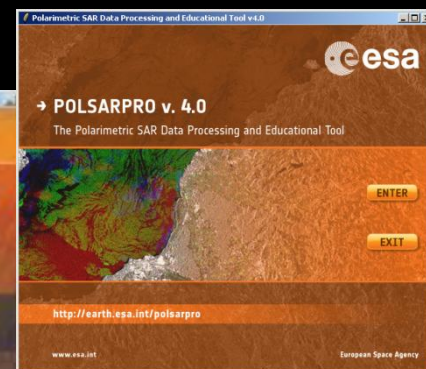 Polarimetric SAR Data Processing and Educational Tool v4.0
esa
→ POLSARPRO v. 4.0
The Polarimetric SAR Data Processing and Educational Tool
ENTER
EXIT
http://earth.esa.int/polsarpro
www.esa.int
European Space Agency